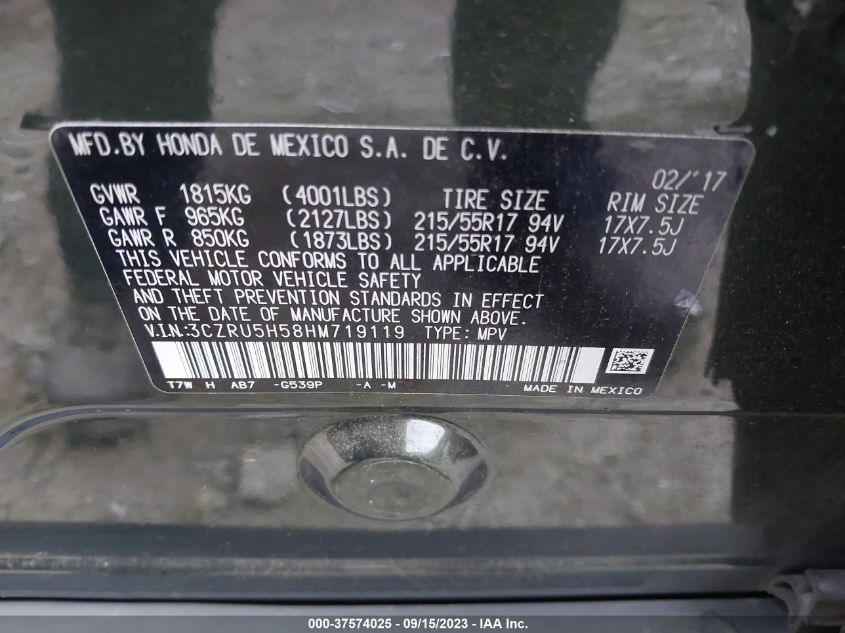 MFD.BY HONDA DE MEXICO S.A. DE C.V.
02/'17
GVWR 1815KG (4001LBS) TIRE SIZE RIM SIZE
GAWR F 965KG (2127LBS) 215/55R17 94V 17X7.5J
GAWR R 850KG (1873LBS) 215/55R17 94V 17X7.5J
THIS VEHICLE CONFORMS TO ALL APPLICABLE
FEDERAL MOTOR VEHICLE SAFETY
AND THEFT PREVENTION STANDARDS IN EFFECT
ON THE DATE OF MANUFACTURE SHOWN ABOVE.
V.I.N:3CZRU5H58HM719119 TYPE: MPV
T7W H AB7 -G539P -A -M MADE IN MEXICO
000-37574025 - 09/15/2023 - © IAA Inc.